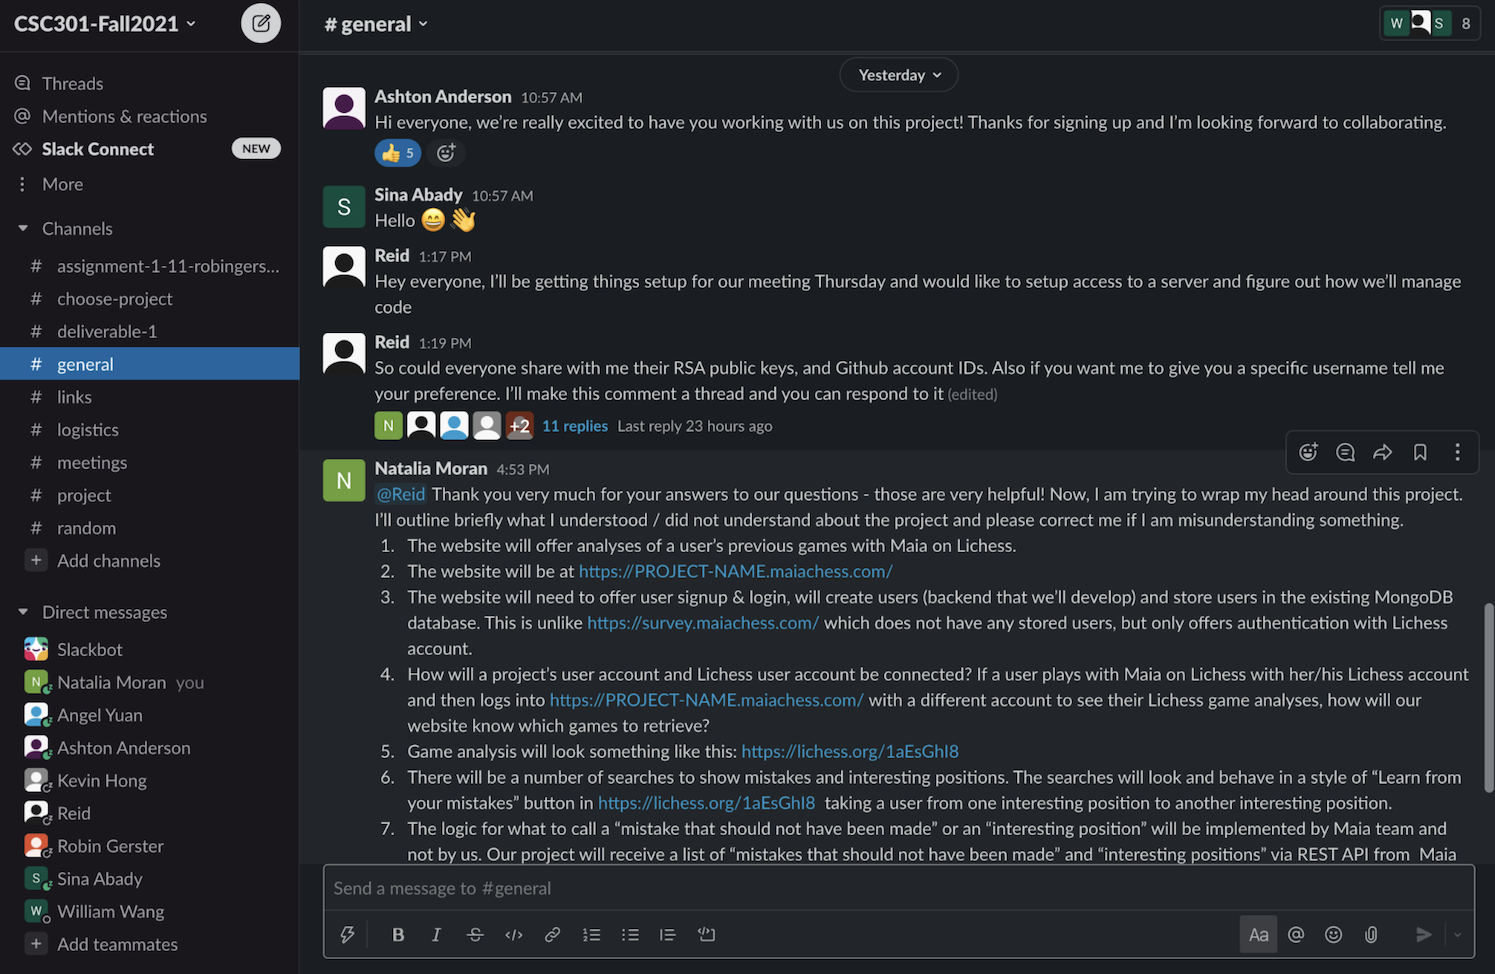 CSC301-Fall2021
Threads
Mentions & reactions
Slack Connect NEW
More
Channels
# assignment-1-11-robingers...
# choose-project
# deliverable-1
# general
# links
# logistics
# meetings
# project
# random
+ Add channels
Direct messages
Slackbot
N Natalia Moran you
Angel Yuan
Ashton Anderson
Kevin Hong
Reid
Robin Gerster
S Sina Abady
W William Wang
+ Add teammates
# general
W S 8
Yesterday
Ashton Anderson 10:57 AM
Hi everyone, we're really excited to have you working with us on this project! Thanks for signing up and I'm looking forward to collaborating.
👍 5
S
Sina Abady 10:57 AM
Hello 😄 👋
Reid 1:17 PM
Hey everyone, I'll be getting things setup for our meeting Thursday and would like to setup access to a server and figure out how we'll manage
code
Reid 1:19 PM
So could everyone share with me their RSA public keys, and Github account IDs. Also if you want me to give you a specific username tell me
your preference. I'll make this comment a thread and you can respond to it (edited)
N +2 11 replies Last reply 23 hours ago
N
Natalia Moran 4:53 PM
@Reid Thank you very much for your answers to our questions - those are very helpful! Now, I am trying to wrap my head around this project.
I'll outline briefly what I understood / did not understand about the project and please correct me if I am misunderstanding something.
1. The website will offer analyses of a user's previous games with Maia on Lichess.
2. The website will be at https://PROJECT-NAME.maiachess.com/
3. The website will need to offer user signup & login, will create users (backend that we'll develop) and store users in the existing MongoDB
database. This is unlike https://survey.maiachess.com/ which does not have any stored users, but only offers authentication with Lichess
account.
4. How will a project's user account and Lichess user account be connected? If a user plays with Maia on Lichess with her/his Lichess account
and then logs into https://PROJECT-NAME.maiachess.com/ with a different account to see their Lichess game analyses, how will our
website know which games to retrieve?
5. Game analysis will look something like this: https://lichess.org/1aEsGhI8
6. There will be a number of searches to show mistakes and interesting positions. The searches will look and behave in a style of “Learn from
your mistakes” button in https://lichess.org/1aEsGhI8 taking a user from one interesting position to another interesting position.
7. The logic for what to call a “mistake that should not have been made” or an “interesting position” will be implemented by Maia team and
not by us. Our project will receive a list of “mistakes that should not have been made” and “interesting positions” via REST API from Maia
Send a message to #general
B I S </> Aa @